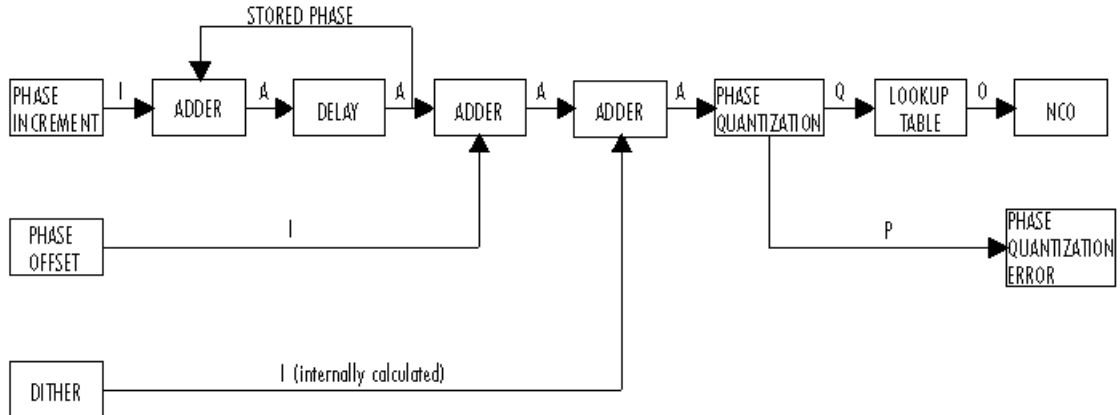 STORED PHASE
PHASE
INCREMENT
I
ADDER
A
DELAY
A
ADDER
A
ADDER
A
PHASE
QUANTIZATION
Q
LOOKUP
TABLE
O
NCO
PHASE
OFFSET
I
P
PHASE
QUANTIZATION
ERROR
DITHER
I (internally calculated)